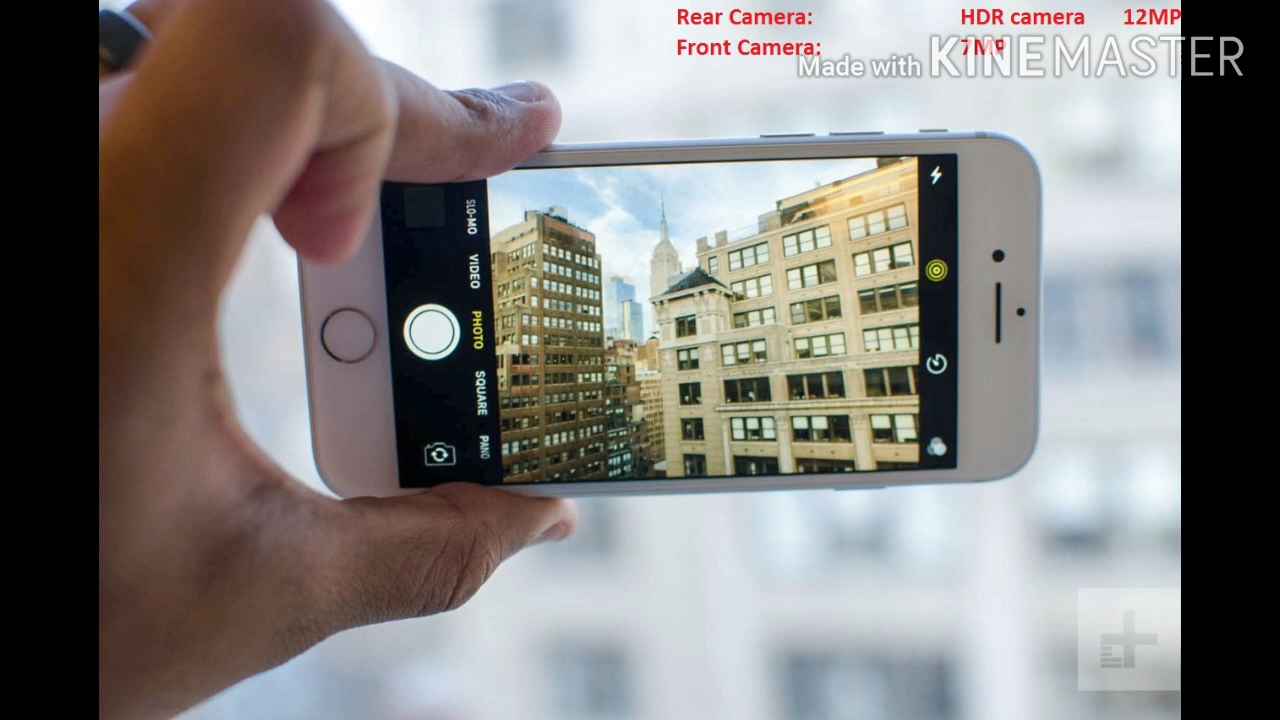 Rear Camera: HDR camera 12MP
Front Camera: 7MP
Made with KINEMASTER
SLO-MO
VIDEO
PHOTO
SQUARE
PANO